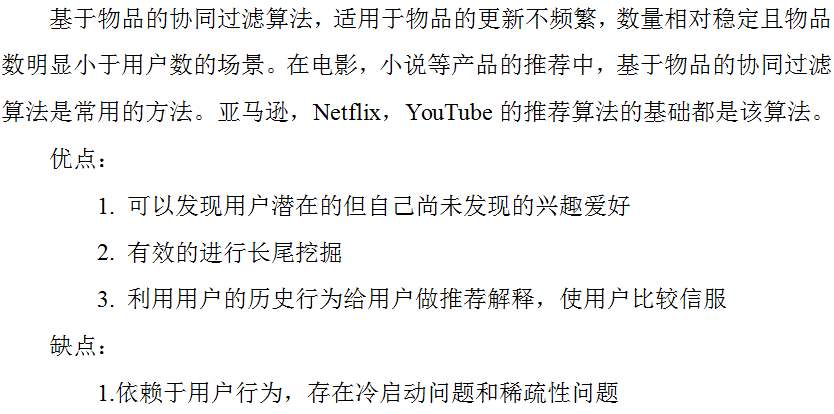 基于物品的协同过滤算法，适用于物品的更新不频繁，数量相对稳定且物品
数明显小于用户数的场景。在电影，小说等产品的推荐中，基于物品的协同过滤
算法是常用的方法。亚马逊，Netflix，YouTube 的推荐算法的基础都是该算法。
优点：
1. 可以发现用户潜在的但自己尚未发现的兴趣爱好
2. 有效的进行长尾挖掘
3. 利用用户的历史行为给用户做推荐解释，使用户比较信服
缺点：
1.依赖于用户行为，存在冷启动问题和稀疏性问题